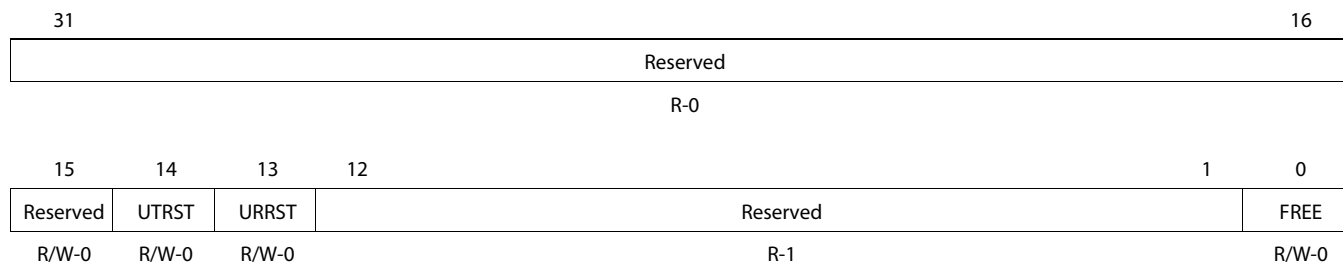 31 16
Reserved
R-0
15 14 13 12 1 0
Reserved UTRST URRST Reserved FREE
R/W-0 R/W-0 R/W-0 R-1 R/W-0